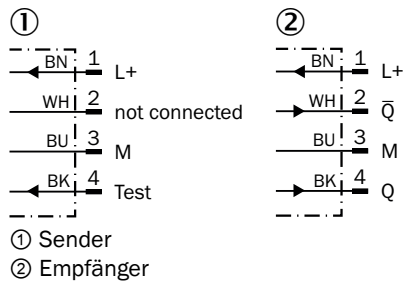 ① ②
BN 1 L+
WH 2 not connected
BU 3 M
BK 4 Test
BN 1 L+
WH 2 Q̅
BU 3 M
BK 4 Q
① Sender
② Empfänger